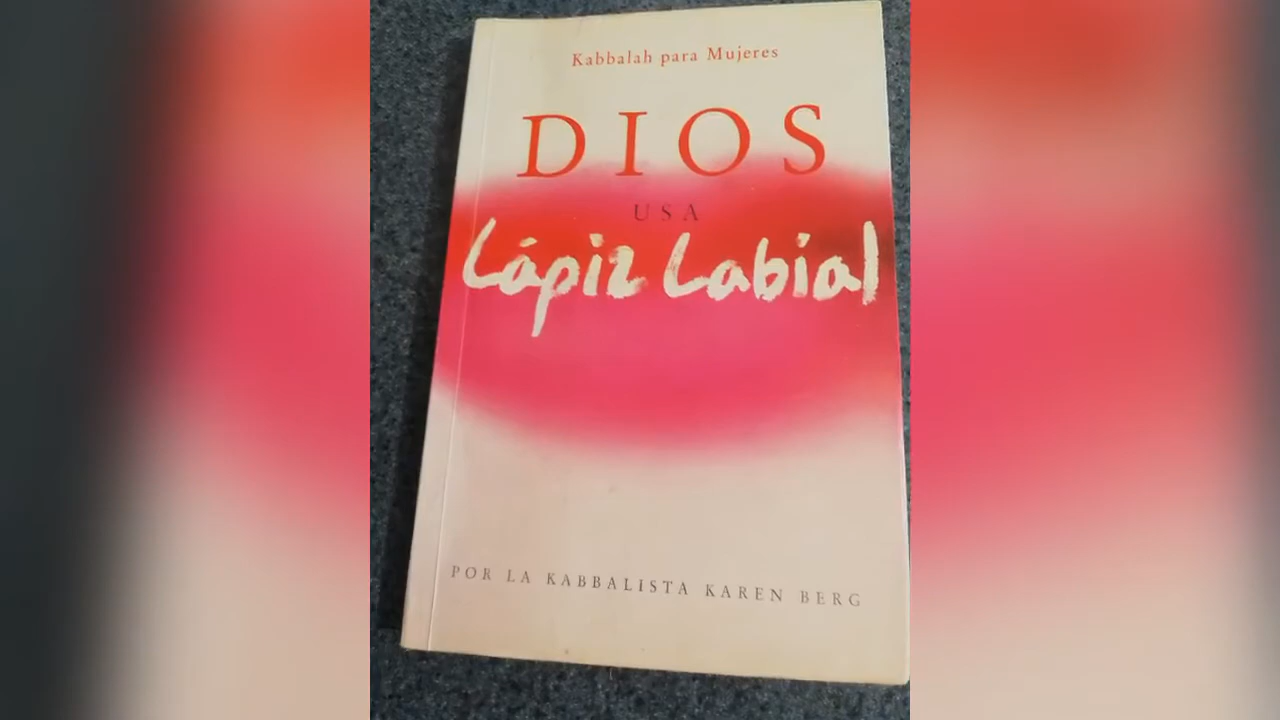 Kabbalah para Mujeres
DIOS
USA
Lápiz Labial
POR LA KABBALISTA KAREN BERG